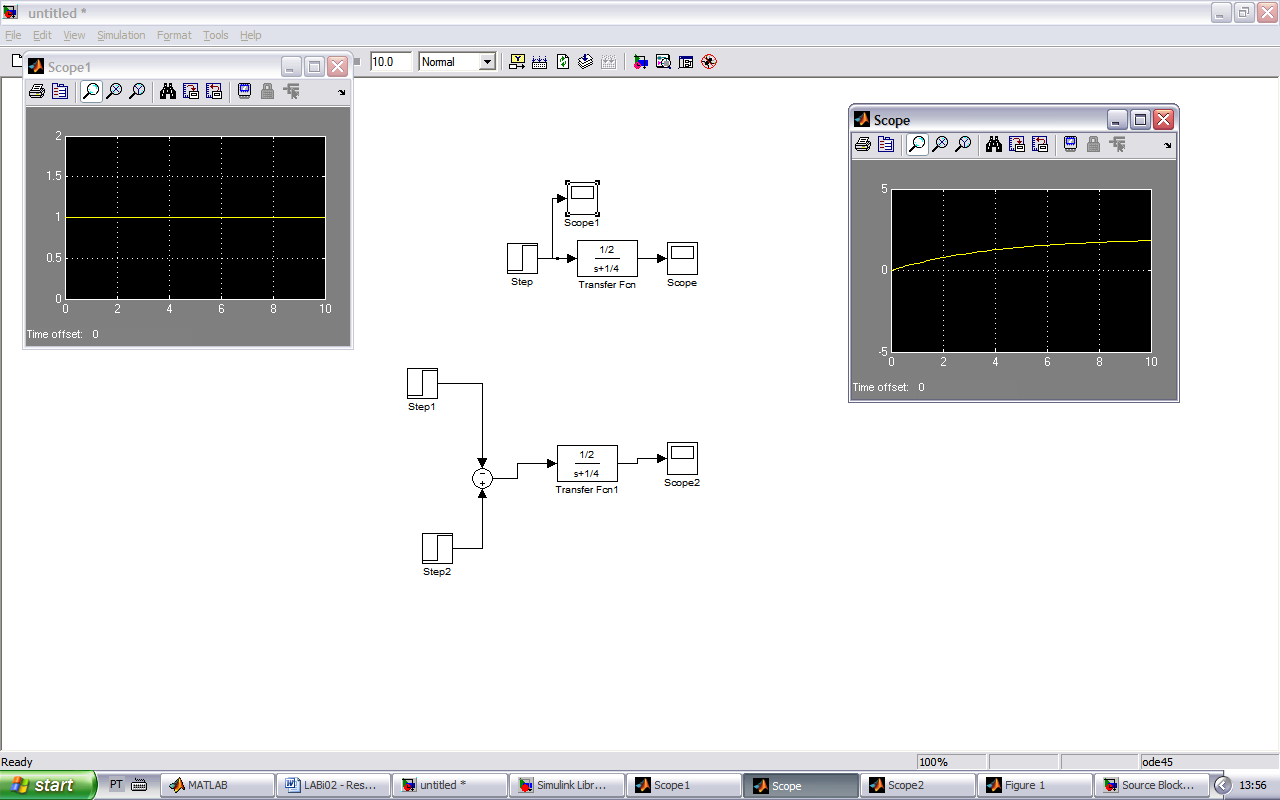 untitled *
File Edit View Simulation Format Tools Help
10.0 Normal
Scope1
2
1.5
1
0.5
0
0 2 4 6 8 10
Time offset: 0
Scope
5
0
-5
0 2 4 6 8 10
Time offset: 0
Scope1
1/2
s+1/4
Step
Transfer Fcn
Scope
Step1
−
+
1/2
s+1/4
Transfer Fcn1
Scope2
Step2
Ready 100% ode45
start PT MATLAB LABi02 - Res... untitled * Simulink Libr... Scope1 Scope Scope2 Figure 1 Source Block... 13:56